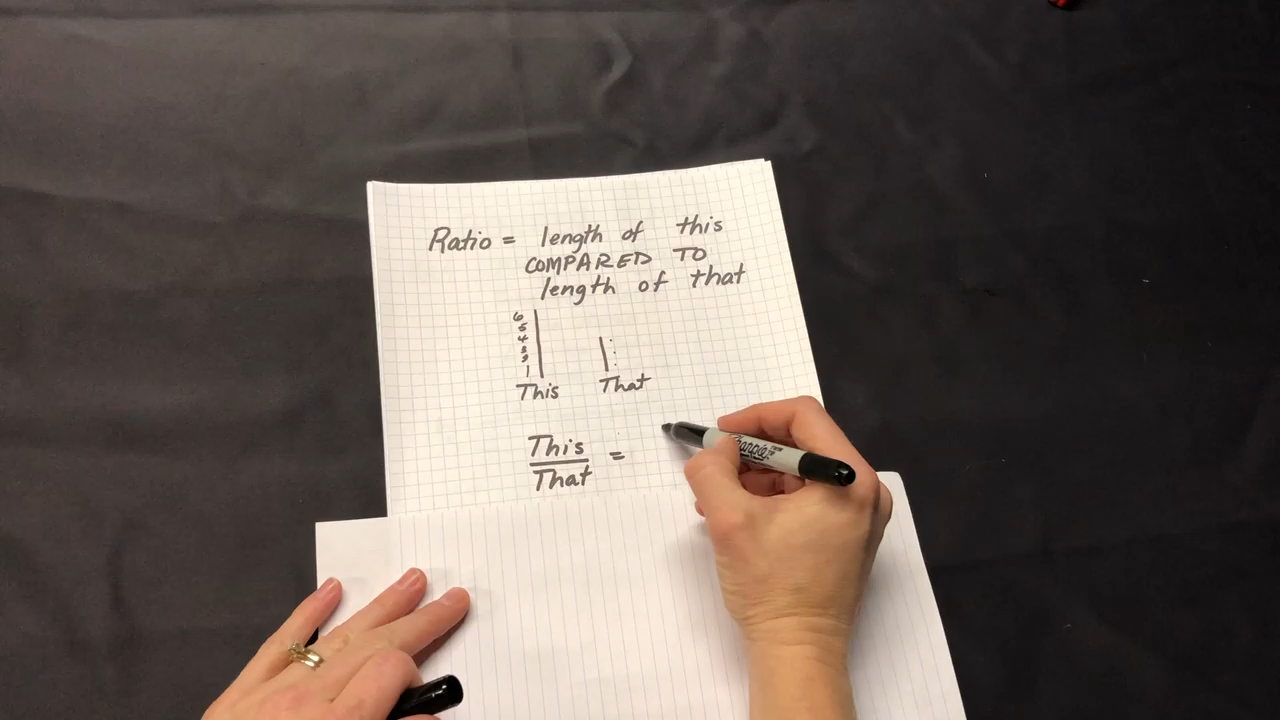 Ratio = length of this
COMPARED TO
length of that
6
5
4
3
2
1
This That
This
That =
Sharpie